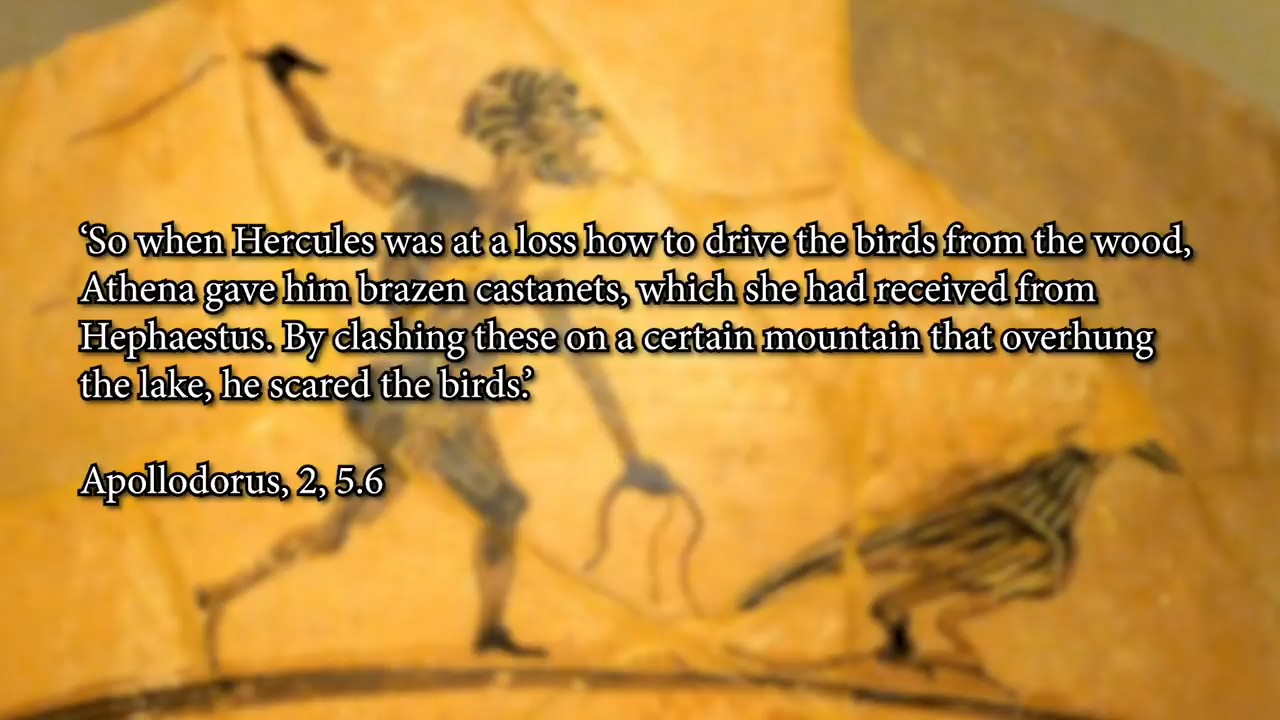 ‘So when Hercules was at a loss how to drive the birds from the wood,
Athena gave him brazen castanets, which she had received from
Hephaestus. By clashing these on a certain mountain that overhung
the lake, he scared the birds.’
Apollodorus, 2, 5.6